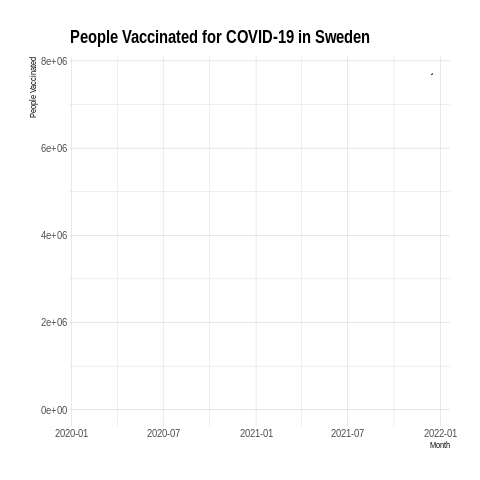 People Vaccinated for COVID-19 in Sweden
People Vaccinated
8e+06
6e+06
4e+06
2e+06
0e+00
2020-01 2020-07 2021-01 2021-07 2022-01
Month